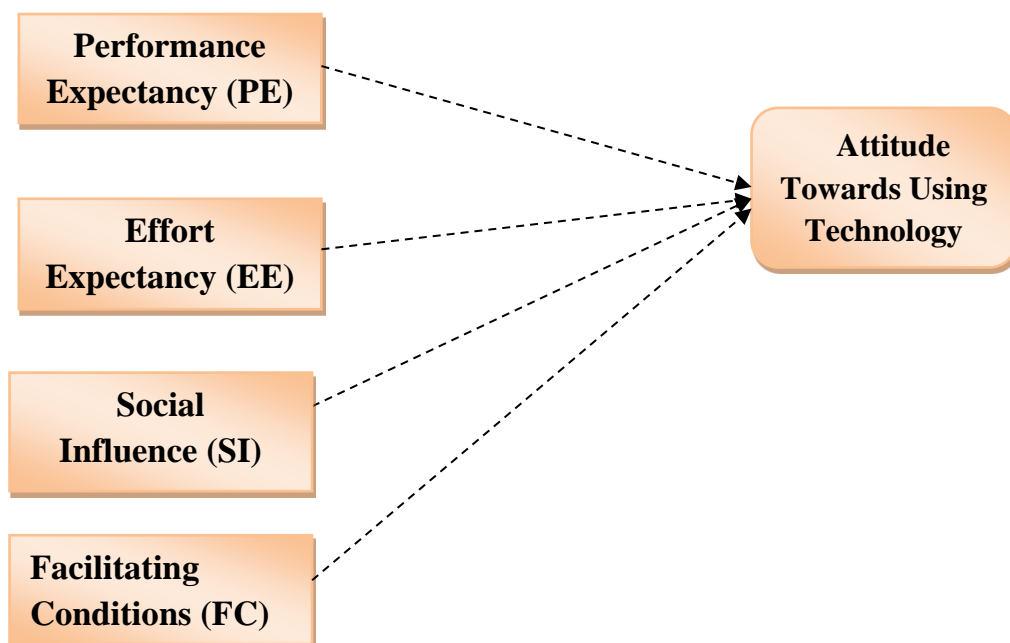 Performance
Expectancy (PE)
Effort
Expectancy (EE)
Social
Influence (SI)
Facilitating
Conditions (FC)
Attitude
Towards Using
Technology